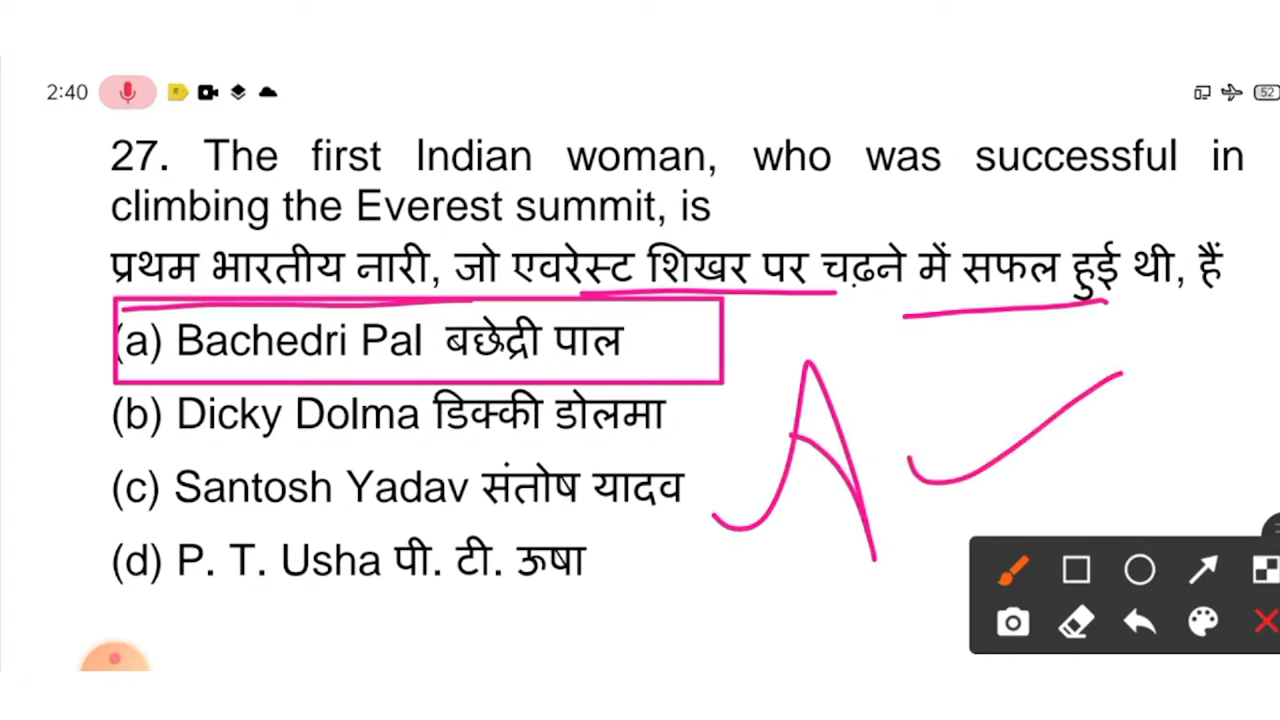 2:40 52
27. The first Indian woman, who was successful in
climbing the Everest summit, is
प्रथम भारतीय नारी, जो एवरेस्ट शिखर पर चढ़ने में सफल हुई थी, हैं
(a) Bachedri Pal बछेद्री पाल
(b) Dicky Dolma डिक्की डोलमा
(c) Santosh Yadav संतोष यादव
(d) P. T. Usha पी. टी. ऊषा
A